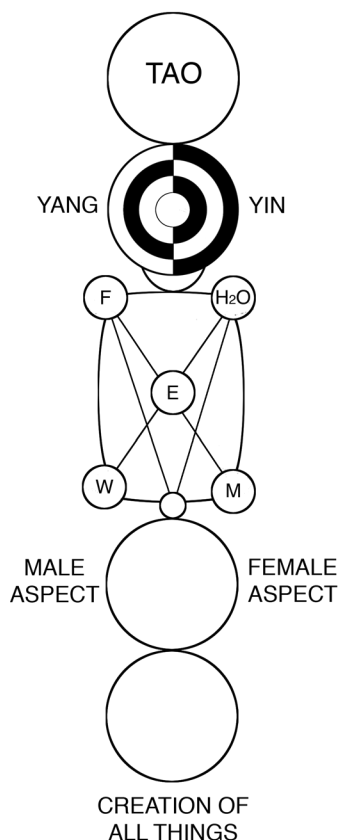 TAO
YANG
YIN
F
H2O
E
W
M
MALE
ASPECT
FEMALE
ASPECT
CREATION OF
ALL THINGS